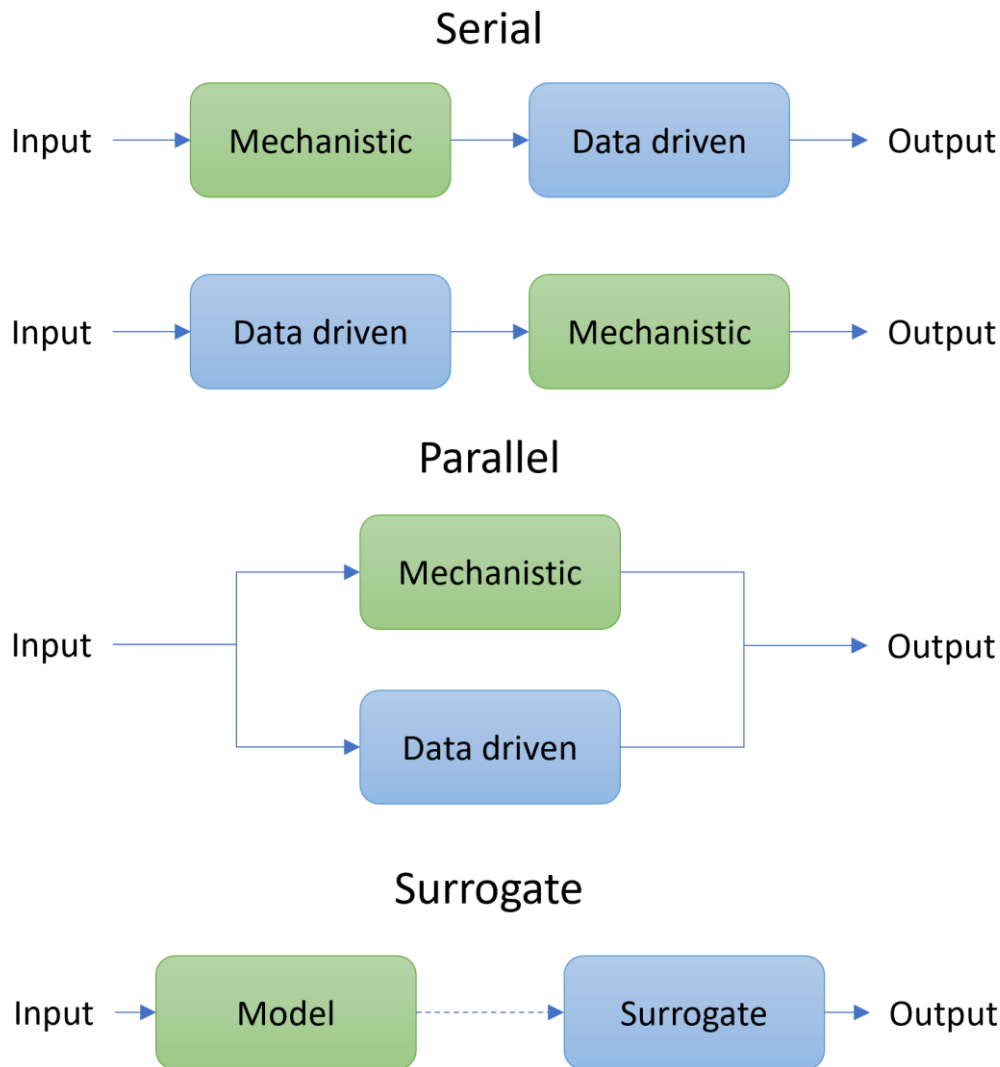 Serial
Input Mechanistic Data driven Output
Input Data driven Mechanistic Output
Parallel
Mechanistic
Input Output
Data driven
Surrogate
Input Model Surrogate Output